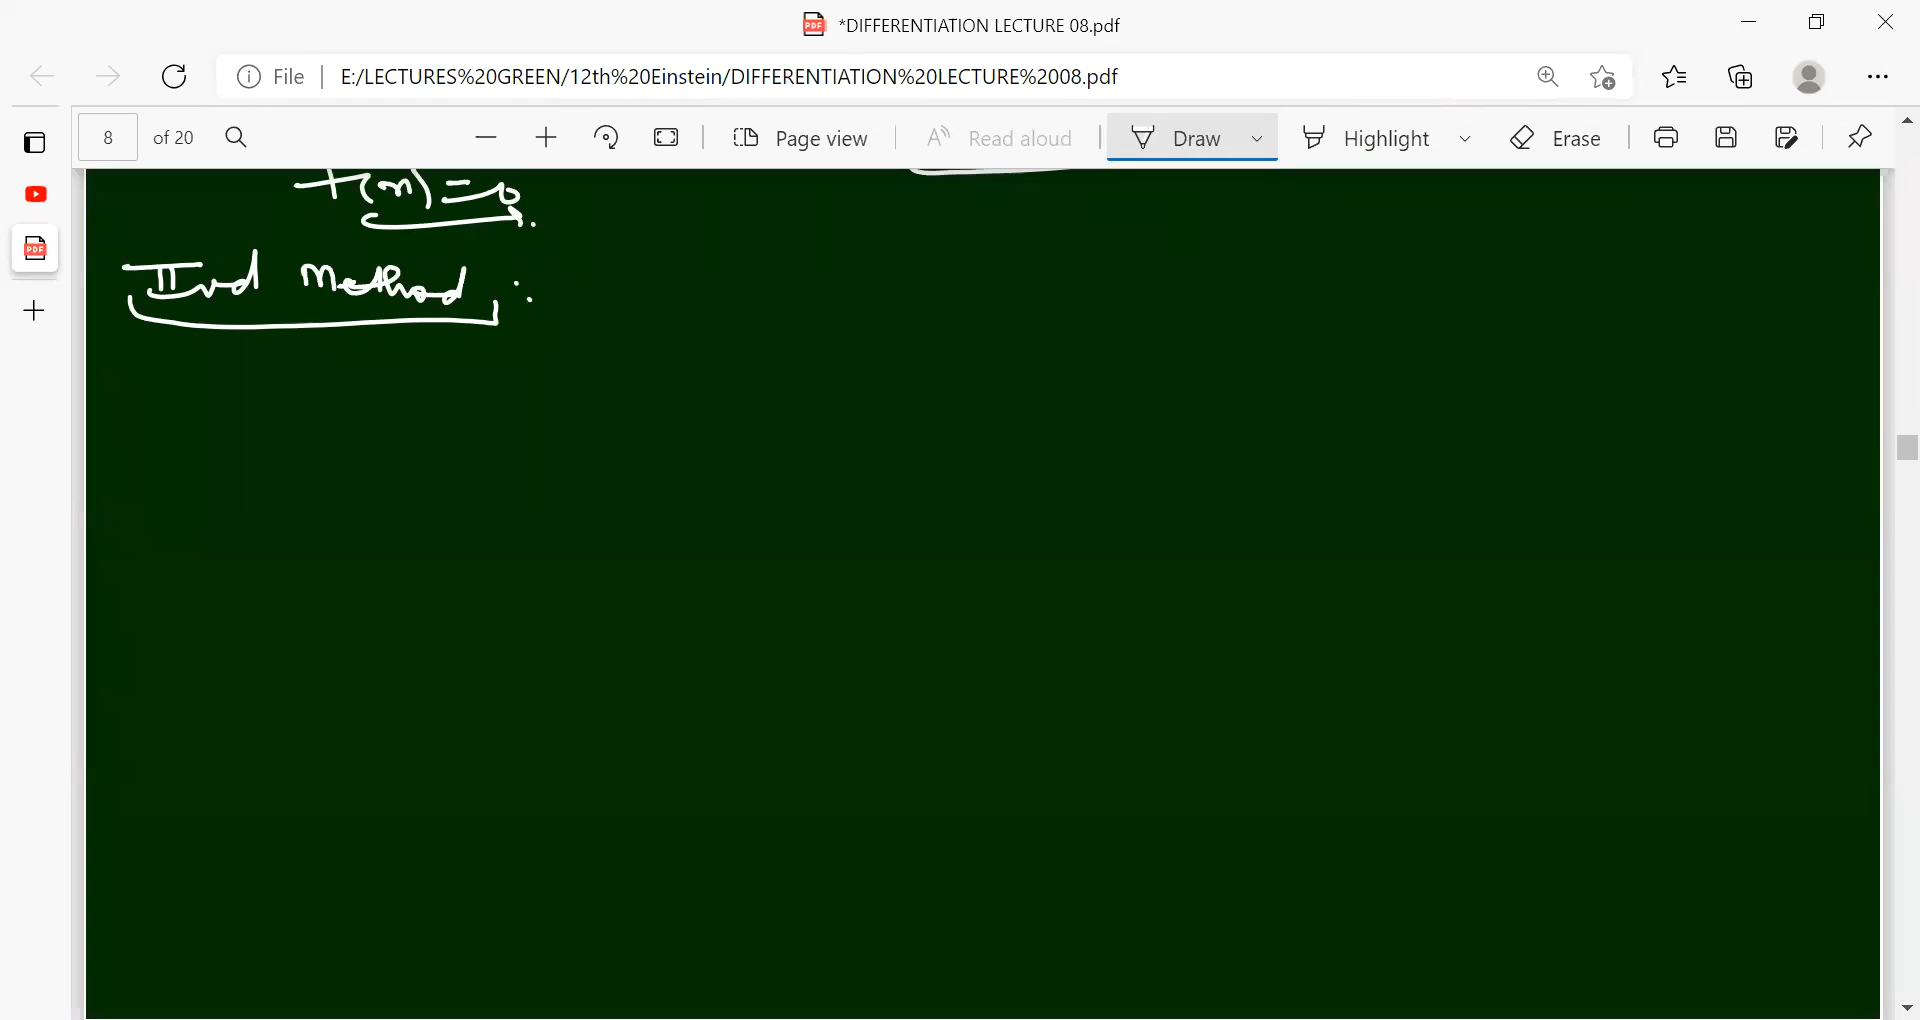 *DIFFERENTIATION LECTURE 08.pdf
File E:/LECTURES%20GREEN/12th%20Einstein/DIFFERENTIATION%20LECTURE%2008.pdf
8 of 20 Page view Read aloud Draw Highlight Erase
f(x) = 0
IInd Method :